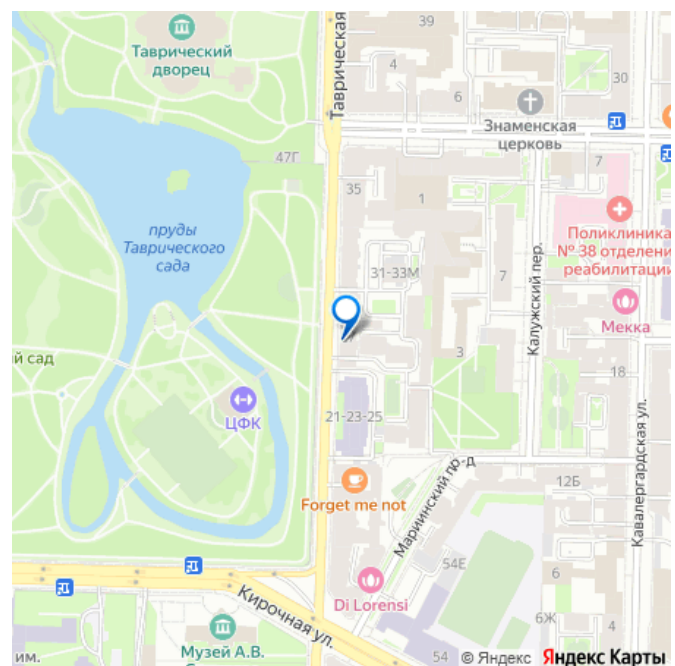 39
Таврический
дворец
Таврическая
4
30
6
Знаменская
церковь
47Г
7
35
1
пруды
Таврического
сада
Поликлиника
№ 38 отделени
реабилитации
31-33М
7
Калужский пер.
Мекка
3
й сад
18
ЦФК
21-23-25
Кавалергардская ул.
Мариинский пр-д
12Б
Forget me not
54Е
6
Di Lorensi
Кирочная ул.
6Ж
4
Музей А.В.
им.
54
© Яндекс Яндекс Карты